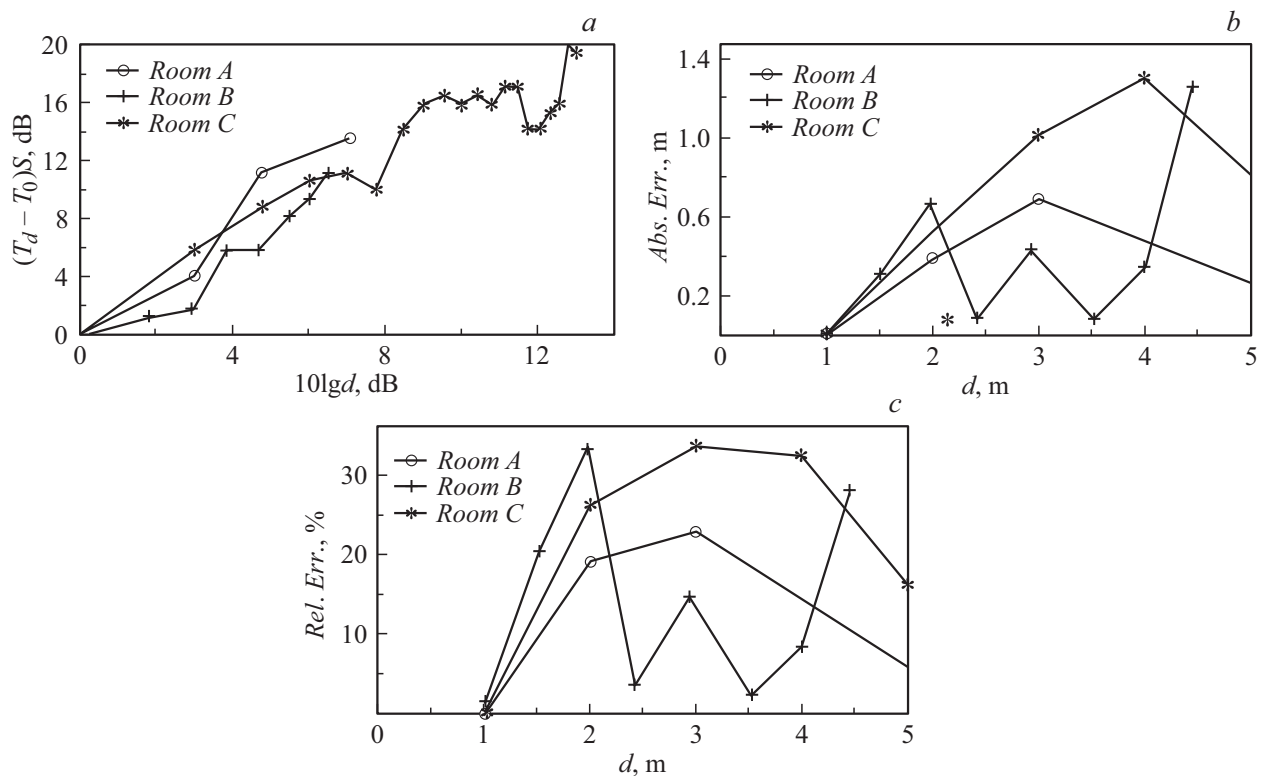 a
20
16
12
8
4
0
(T_d – T_0)S, dB
Room A
Room B
Room C
0 4 8 12
10lgd, dB
b
1.4
1.0
0.6
0.2
Abs. Err., m
Room A
Room B
Room C
*
0 1 2 3 4 5
d, m
c
30
20
10
Rel. Err., %
Room A
Room B
Room C
0 1 2 3 4 5
d, m